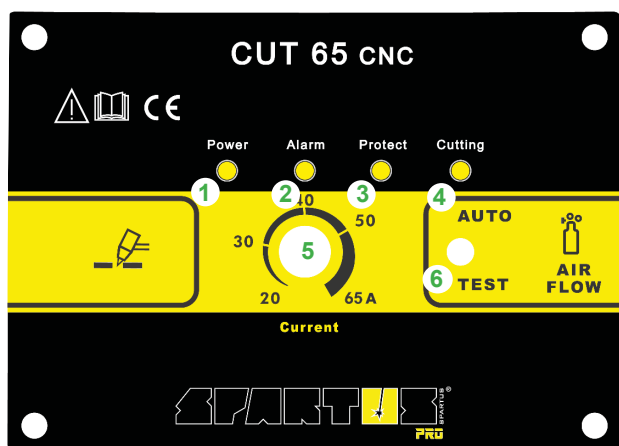 CUT 65 CNC
CE
Power Alarm Protect Cutting
1 2 3 4
40
50
AUTO
30
5
6
TEST
AIR
FLOW
20
65A
Current
SPARTUS®
SPARTUS
PRO